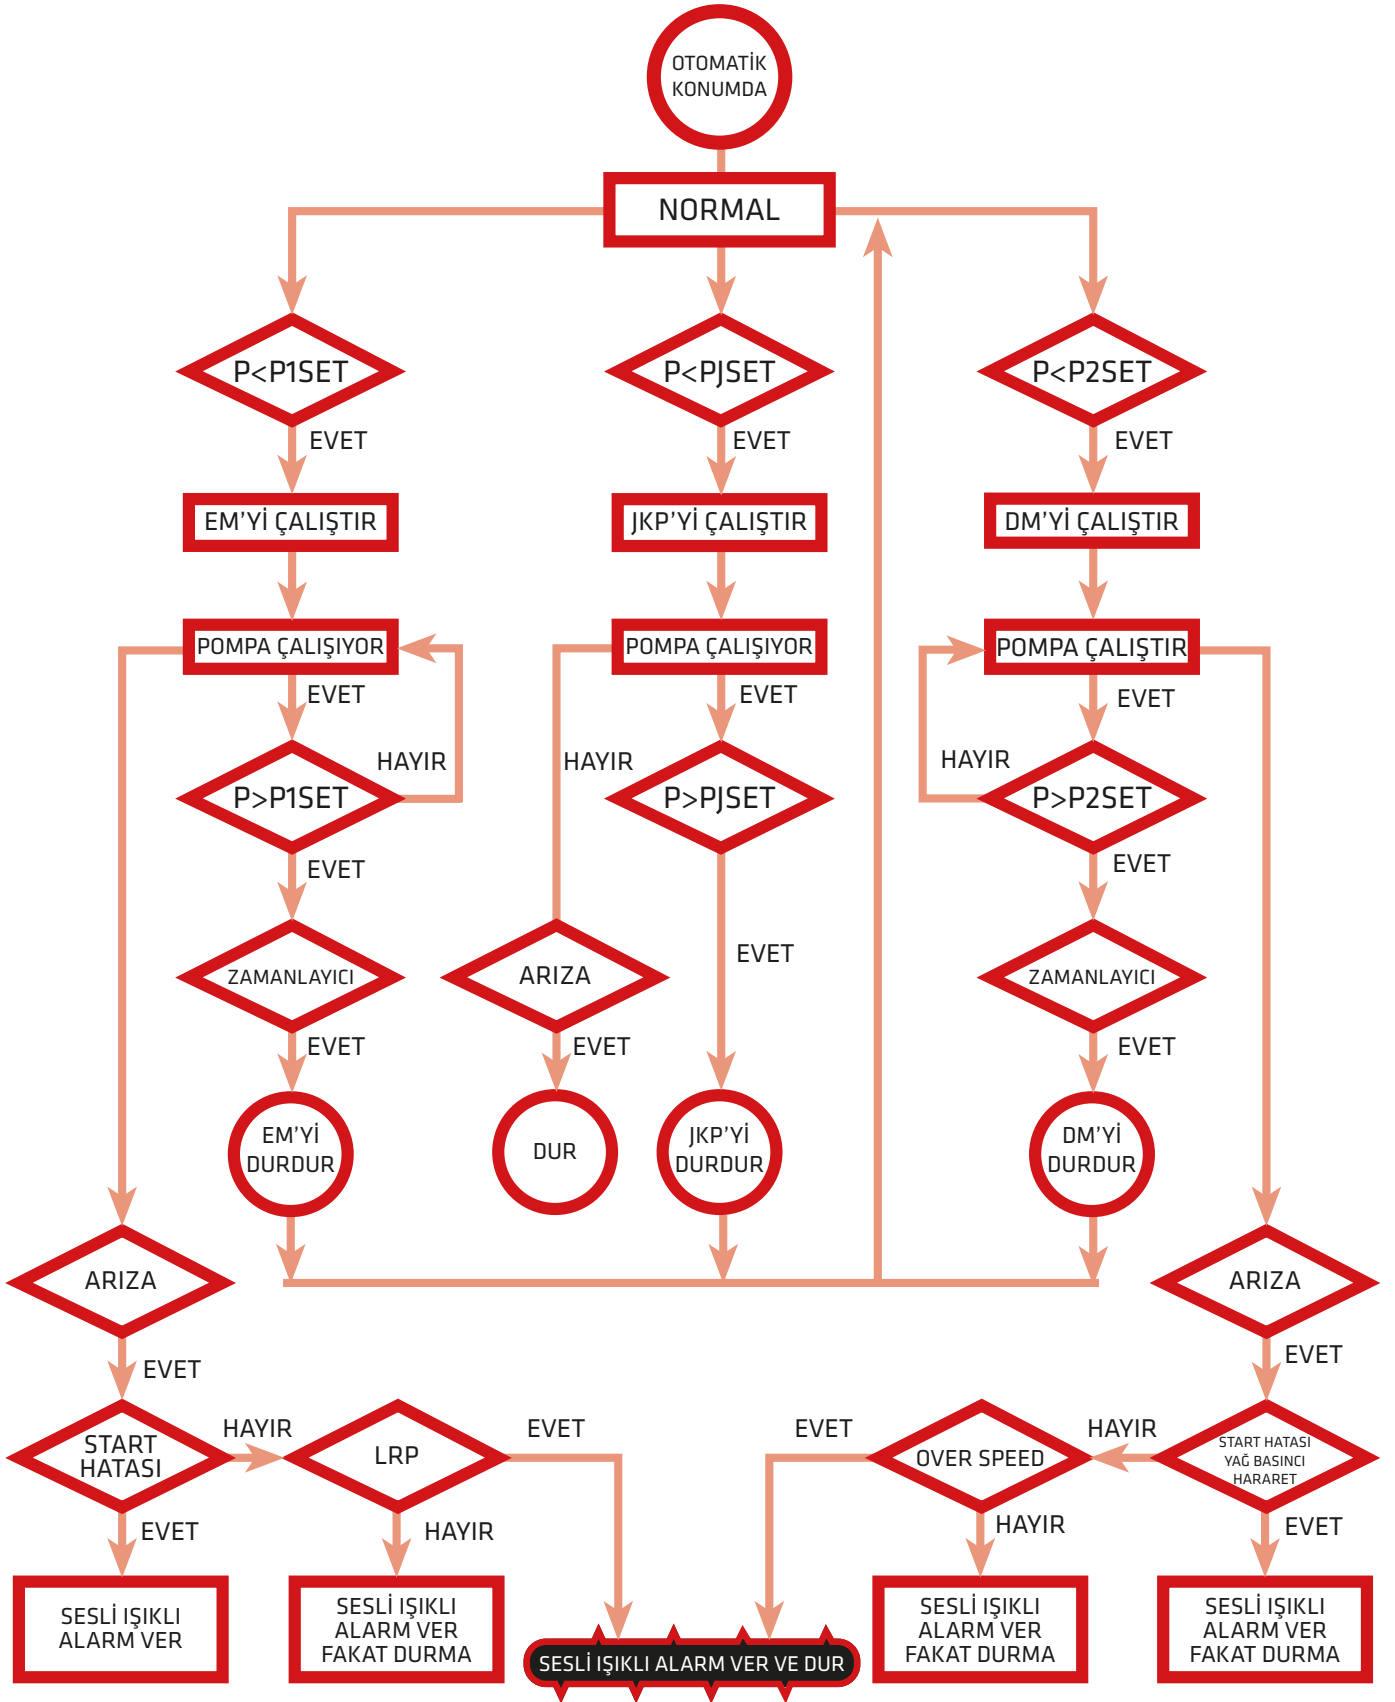 OTOMATİK
KONUMDA
NORMAL
P<P1SET
P<PJSET
P<P2SET
EVET
EVET
EVET
EM'Yİ ÇALIŞTIR
JKP'Yİ ÇALIŞTIR
DM'Yİ ÇALIŞTIR
POMPA ÇALIŞIYOR
POMPA ÇALIŞIYOR
POMPA ÇALIŞTIR
EVET
EVET
EVET
HAYIR
HAYIR
HAYIR
P>P1SET
P>PJSET
P>P2SET
EVET
EVET
EVET
ZAMANLAYICI
ARIZA
ZAMANLAYICI
EVET
EVET
EVET
EM'Yİ
DURDUR
DUR
JKP'Yİ
DURDUR
DM'Yİ
DURDUR
ARIZA
ARIZA
EVET
EVET
START
HATASI
HAYIR
LRP
EVET
EVET
OVER SPEED
HAYIR
START HATASI
YAĞ BASINCI
HARARET
EVET
HAYIR
HAYIR
EVET
SESLİ IŞIKLI
ALARM VER
SESLİ IŞIKLI
ALARM VER
FAKAT DURMA
SESLİ IŞIKLI ALARM VER VE DUR
SESLİ IŞIKLI
ALARM VER
FAKAT DURMA
SESLİ IŞIKLI
ALARM VER
FAKAT DURMA